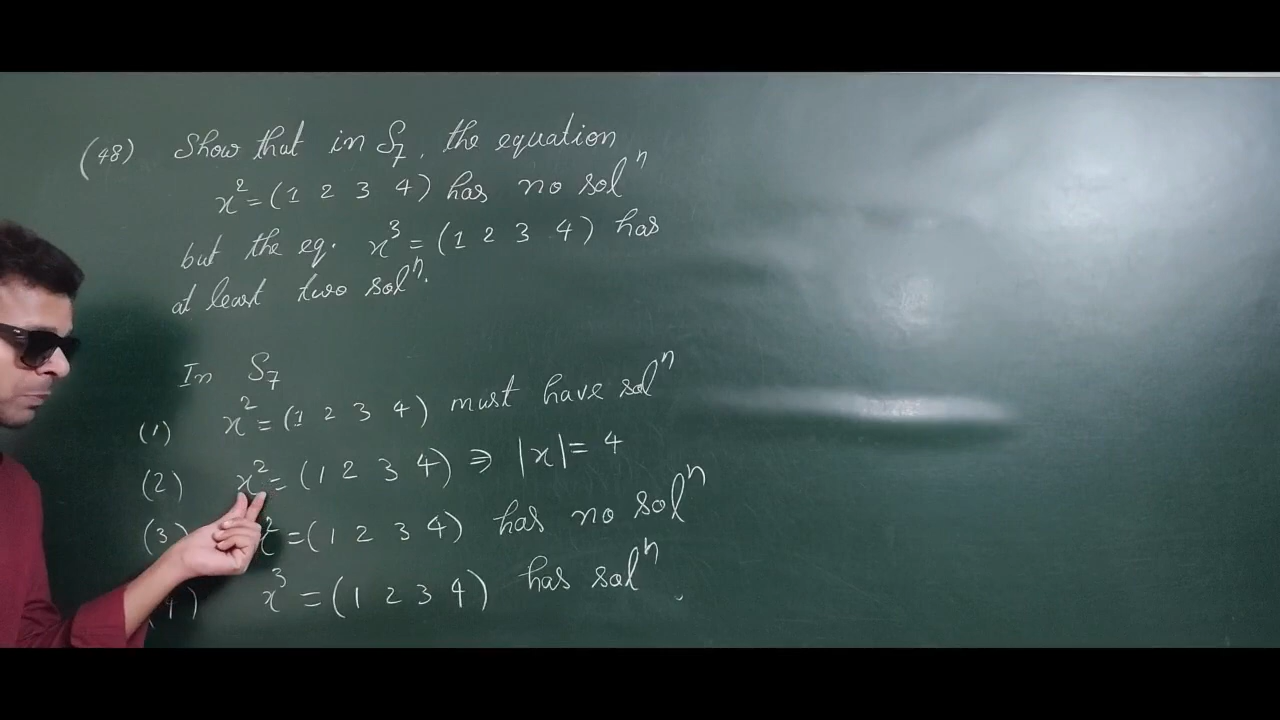 (48) Show that in S₇, the equation
x² = (1 2 3 4) has no solⁿ
but the eq. x³ = (1 2 3 4) has
at least two solⁿ.
In S₇
(1) x² = (1 2 3 4) must have solⁿ
(2) x² = (1 2 3 4) ⇒ |x| = 4
(3) x² = (1 2 3 4) has no solⁿ
(4) x³ = (1 2 3 4) has solⁿ.